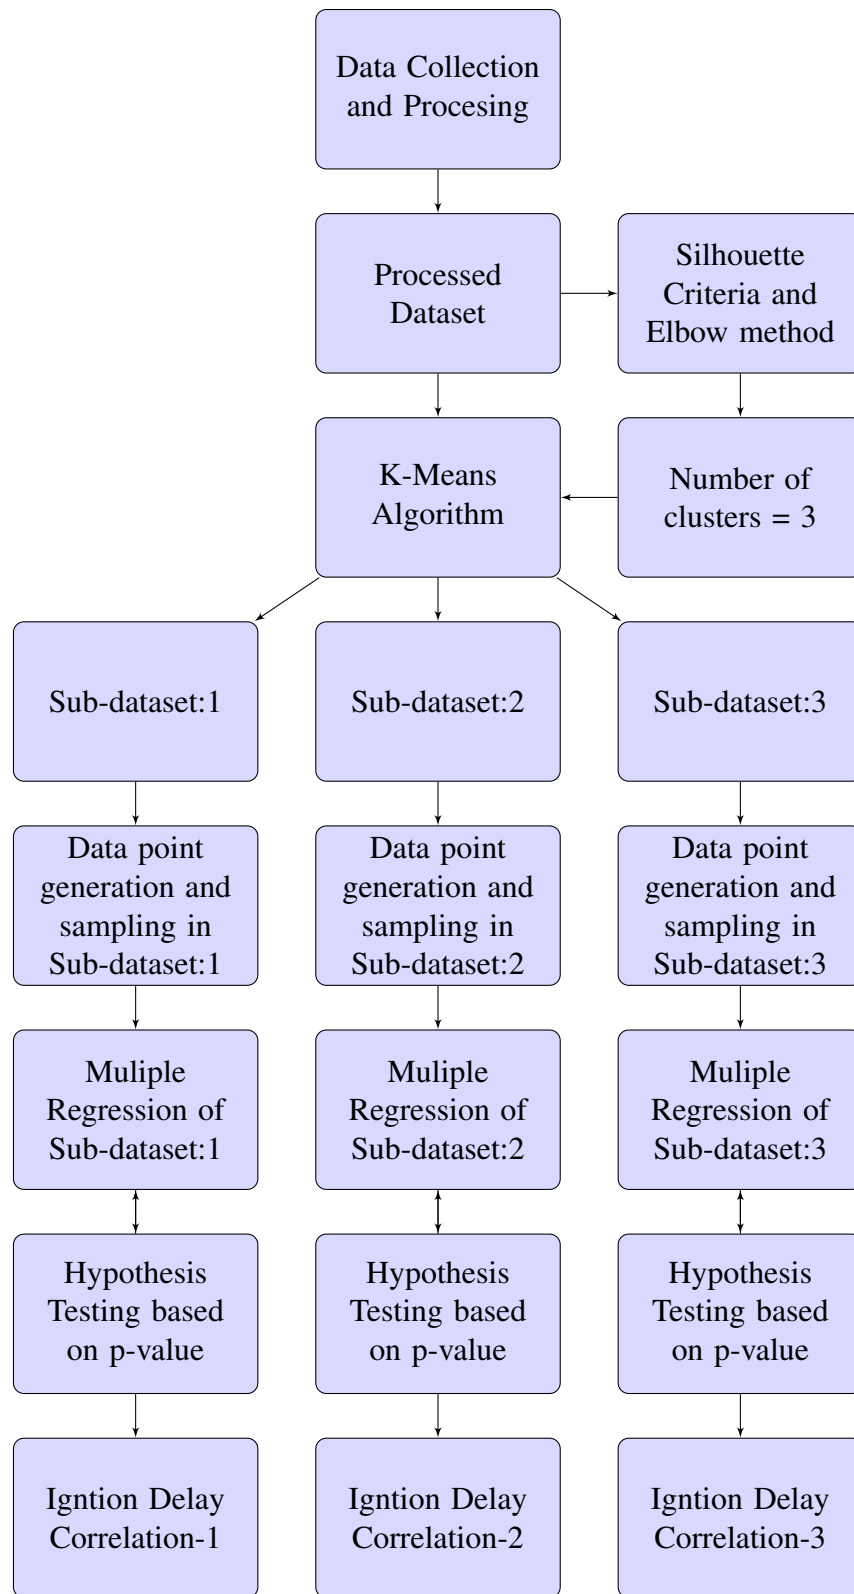 Data Collection
and Procesing
Processed
Dataset
Silhouette
Criteria and
Elbow method
K-Means
Algorithm
Number of
clusters = 3
Sub-dataset:1
Sub-dataset:2
Sub-dataset:3
Data point
generation and
sampling in
Sub-dataset:1
Data point
generation and
sampling in
Sub-dataset:2
Data point
generation and
sampling in
Sub-dataset:3
Muliple
Regression of
Sub-dataset:1
Muliple
Regression of
Sub-dataset:2
Muliple
Regression of
Sub-dataset:3
Hypothesis
Testing based
on p-value
Hypothesis
Testing based
on p-value
Hypothesis
Testing based
on p-value
Igntion Delay
Correlation-1
Igntion Delay
Correlation-2
Igntion Delay
Correlation-3